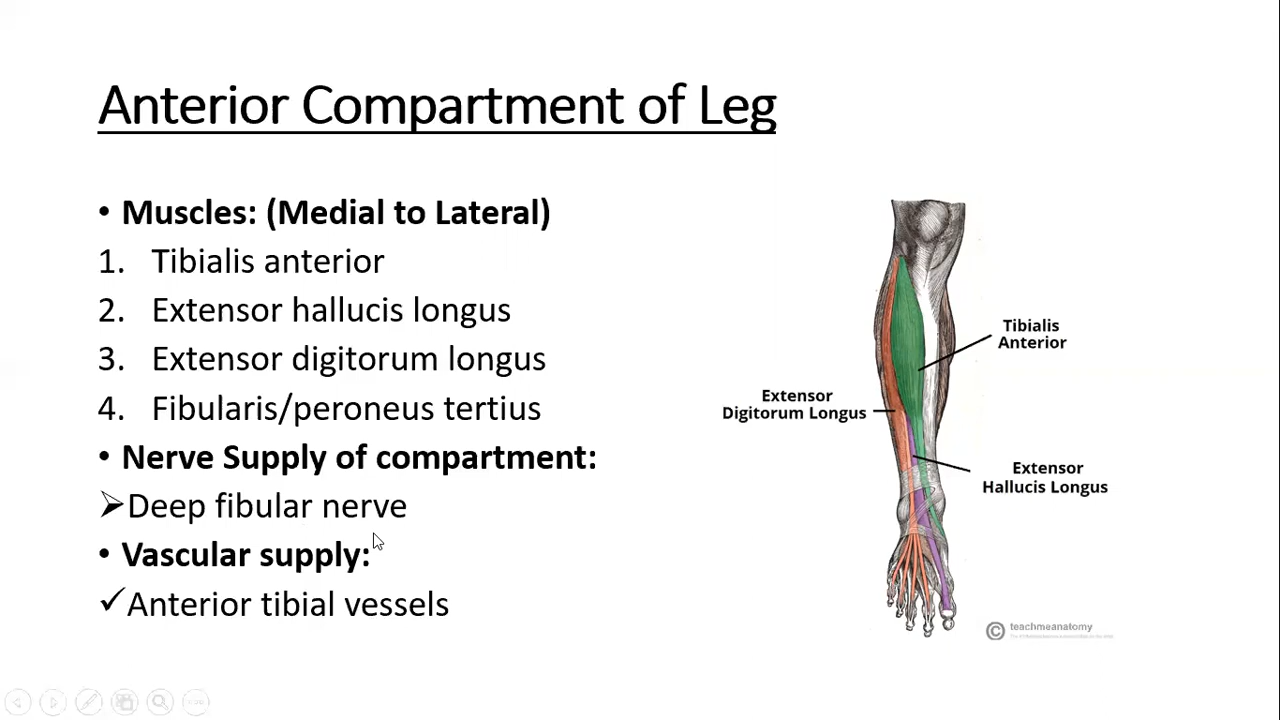 Anterior Compartment of Leg
• Muscles: (Medial to Lateral)
1. Tibialis anterior
2. Extensor hallucis longus
3. Extensor digitorum longus
4. Fibularis/peroneus tertius
• Nerve Supply of compartment:
➢Deep fibular nerve
• Vascular supply:
✓Anterior tibial vessels
Tibialis
Anterior
Extensor
Digitorum Longus
Extensor
Hallucis Longus
© teachmeanatomy